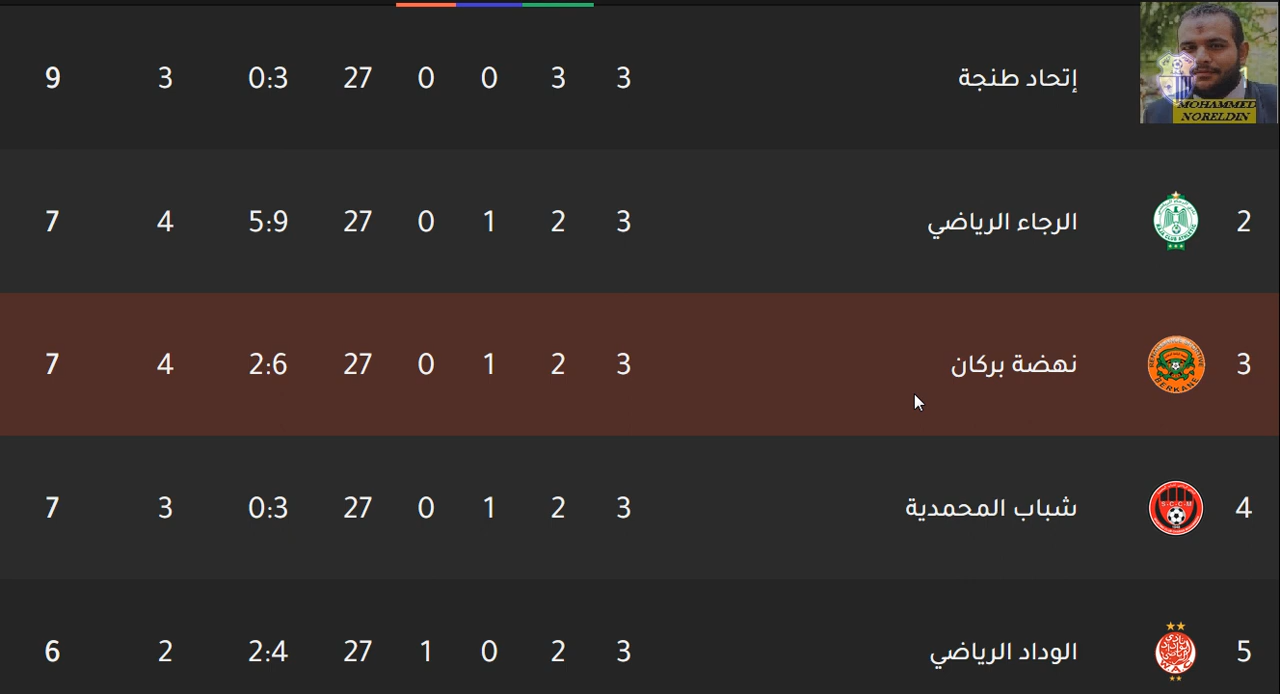 1 إتحاد طنجة 3 3 0 0 27 0:3 3 9
MOHAMMED
NORELDIN
2 الرجاء الرياضي 3 2 1 0 27 5:9 4 7
3 نهضة بركان 3 2 1 0 27 2:6 4 7
BERKANE
4 شباب المحمدية 3 2 1 0 27 0:3 3 7
S.C.C.M
5 الوداد الرياضي 3 2 0 1 27 2:4 2 6
WAC